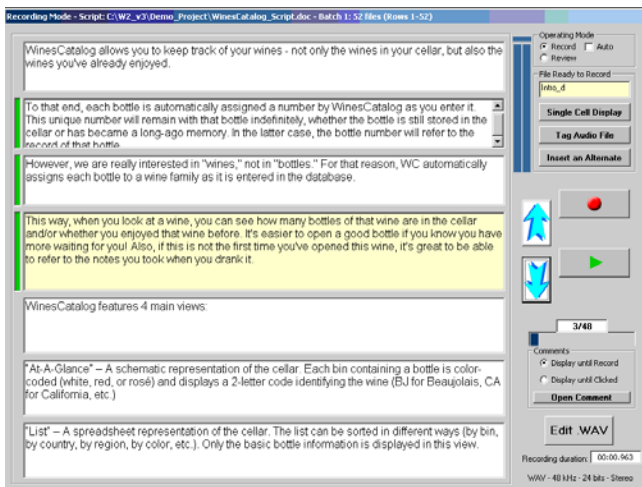 Recording Mode - Script: C:\W2_v3\Demo_Project\WinesCatalog_Script.doc - Batch 1: 52 files (Rows 1-52)
WinesCatalog allows you to keep track of your wines - not only the wines in your cellar, but also the
wines you've already enjoyed.
To that end, each bottle is automatically assigned a number by WinesCatalog as you enter it.
This unique number will remain with that bottle indefinitely, whether the bottle is still stored in the
cellar or has became a long-ago memory. In the latter case, the bottle number will refer to the
record of that bottle
However, we are really interested in "wines," not in "bottles." For that reason, WC automatically
assigns each bottle to a wine family as it is entered in the database.
This way, when you look at a wine, you can see how many bottles of that wine are in the cellar
and/or whether you enjoyed that wine before. It's easier to open a good bottle if you know you have
more waiting for you! Also, if this is not the first time you've opened this wine, it's great to be able
to refer to the notes you took when you drank it.
WinesCatalog features 4 main views:
"At-A-Glance" – A schematic representation of the cellar. Each bin containing a bottle is color-
coded (white, red, or rosé) and displays a 2-letter code identifying the wine (BJ for Beaujolais, CA
for California, etc.)
"List" – A spreadsheet representation of the cellar. The list can be sorted in different ways (by bin,
by country, by region, by color, etc.). Only the basic bottle information is displayed in this view.
Operating Mode
Record Auto
Review
File Ready to Record
Intro_d
Single Cell Display
Tag Audio File
Insert an Alternate
3/48
Comments
Display until Record
Display until Clicked
Open Comment
Edit .WAV
Recording duration: 00:00.963
WAV - 48 kHz - 24 bits - Stereo